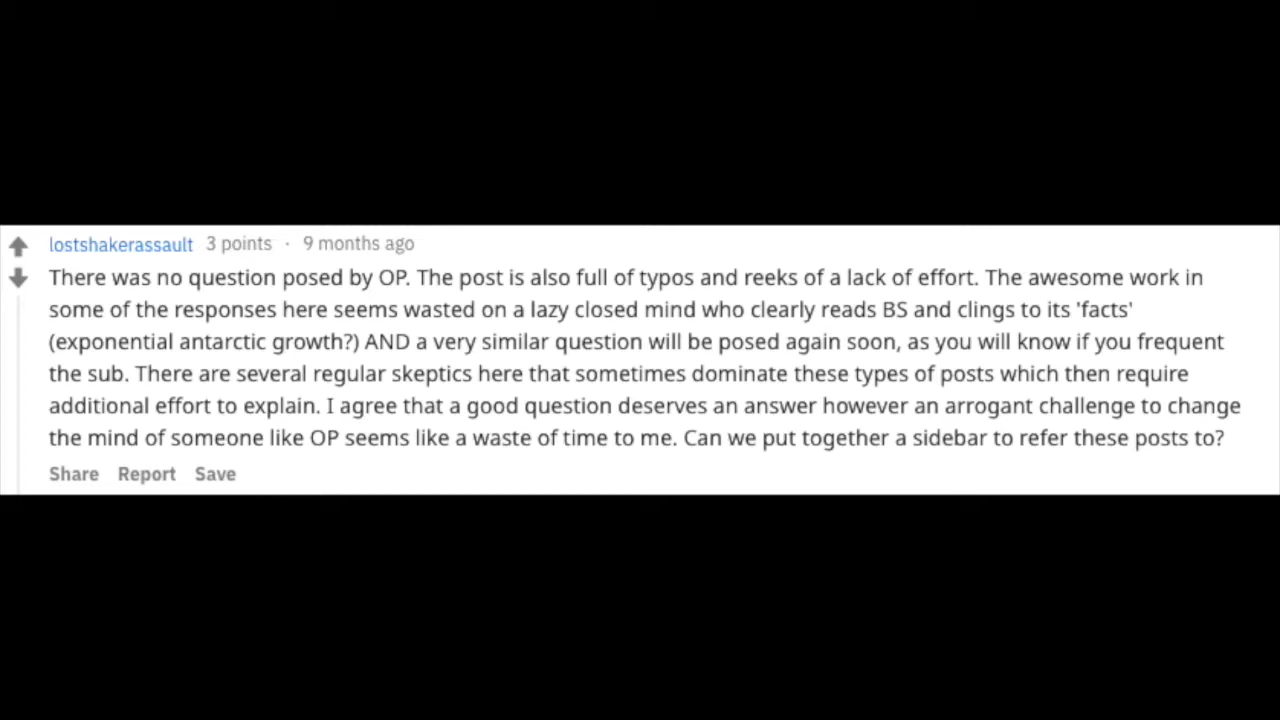 lostshakerassault 3 points · 9 months ago
There was no question posed by OP. The post is also full of typos and reeks of a lack of effort. The awesome work in
some of the responses here seems wasted on a lazy closed mind who clearly reads BS and clings to its 'facts'
(exponential antarctic growth?) AND a very similar question will be posed again soon, as you will know if you frequent
the sub. There are several regular skeptics here that sometimes dominate these types of posts which then require
additional effort to explain. I agree that a good question deserves an answer however an arrogant challenge to change
the mind of someone like OP seems like a waste of time to me. Can we put together a sidebar to refer these posts to?
Share Report Save